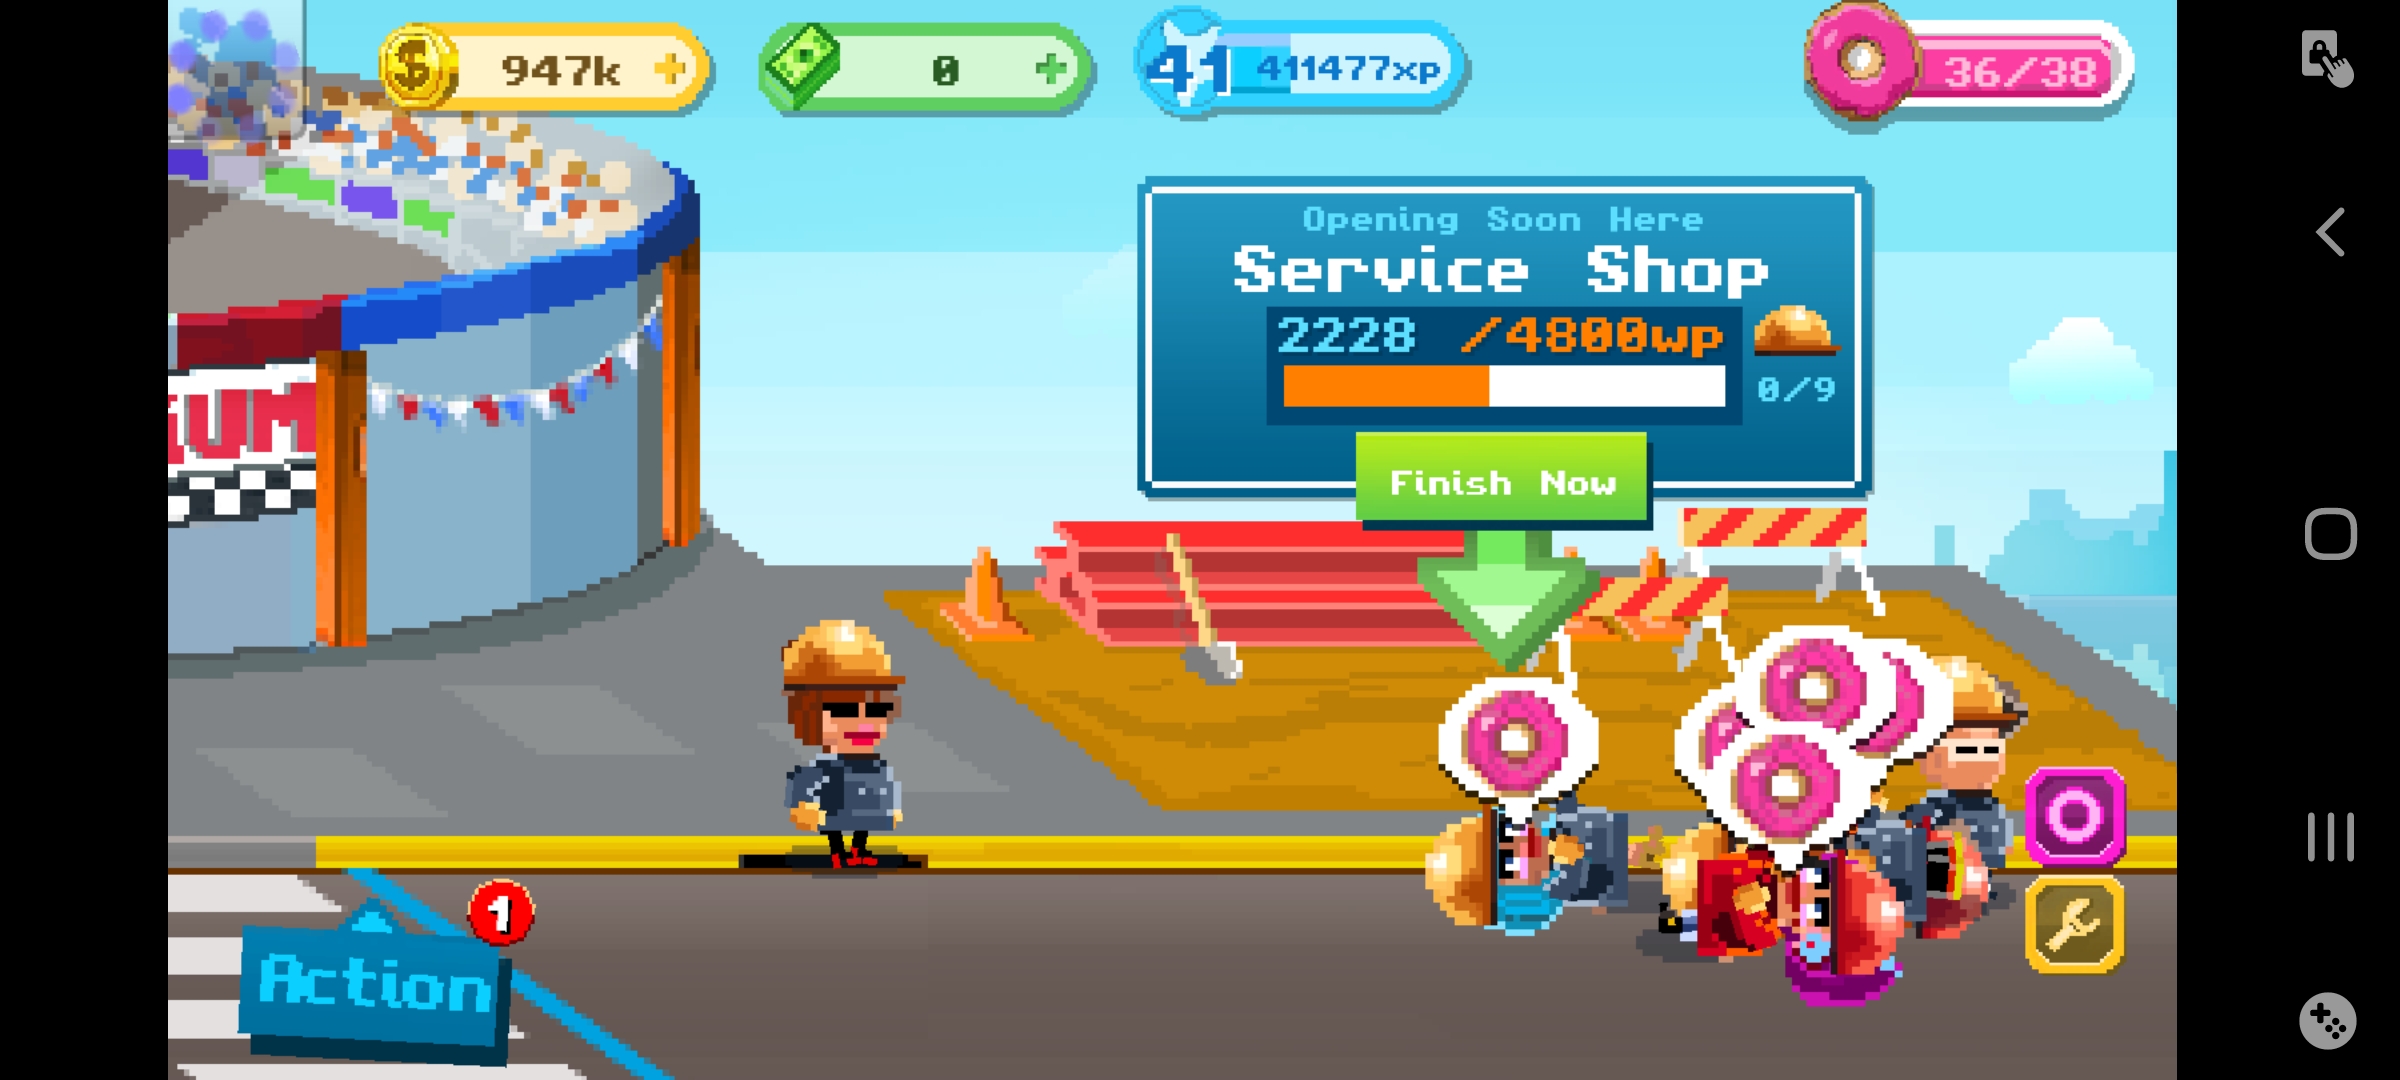 947k
0
41
411477xp
36/38
Opening Soon Here
Service Shop
2228 /4800wp
0/9
Finish Now
UM
1
Action